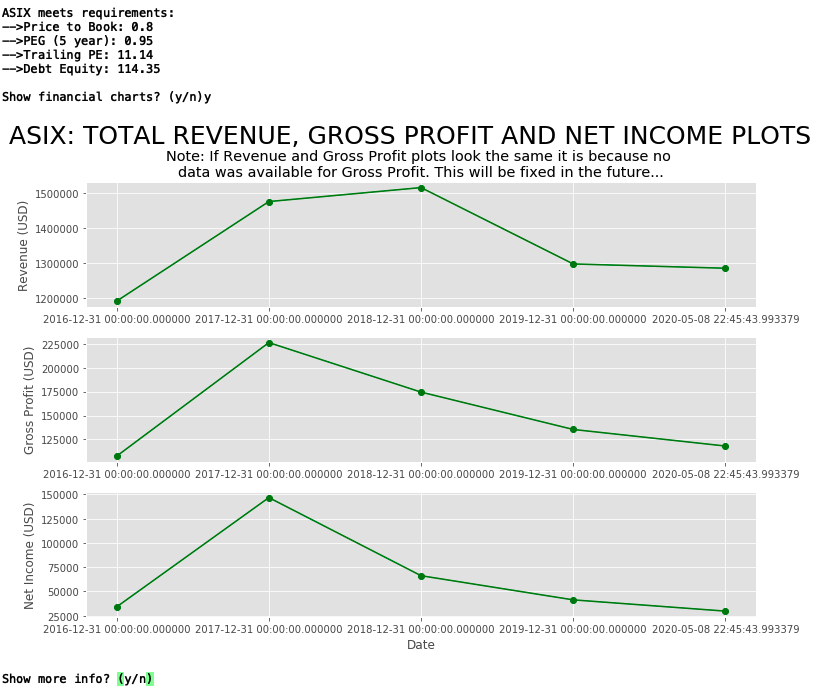 ASIX meets requirements:
-->Price to Book: 0.8
-->PEG (5 year): 0.95
-->Trailing PE: 11.14
-->Debt Equity: 114.35
Show financial charts? (y/n)y
ASIX: TOTAL REVENUE, GROSS PROFIT AND NET INCOME PLOTS
Note: If Revenue and Gross Profit plots look the same it is because no
data was available for Gross Profit. This will be fixed in the future...
Revenue (USD)
1500000
1400000
1300000
1200000
2016-12-31 00:00:00.000000 2017-12-31 00:00:00.000000 2018-12-31 00:00:00.000000 2019-12-31 00:00:00.000000 2020-05-08 22:45:43.993379
Gross Profit (USD)
225000
200000
175000
150000
125000
2016-12-31 00:00:00.000000 2017-12-31 00:00:00.000000 2018-12-31 00:00:00.000000 2019-12-31 00:00:00.000000 2020-05-08 22:45:43.993379
Net Income (USD)
150000
125000
100000
75000
50000
25000
2016-12-31 00:00:00.000000 2017-12-31 00:00:00.000000 2018-12-31 00:00:00.000000 2019-12-31 00:00:00.000000 2020-05-08 22:45:43.993379
Date
Show more info? (y/n)